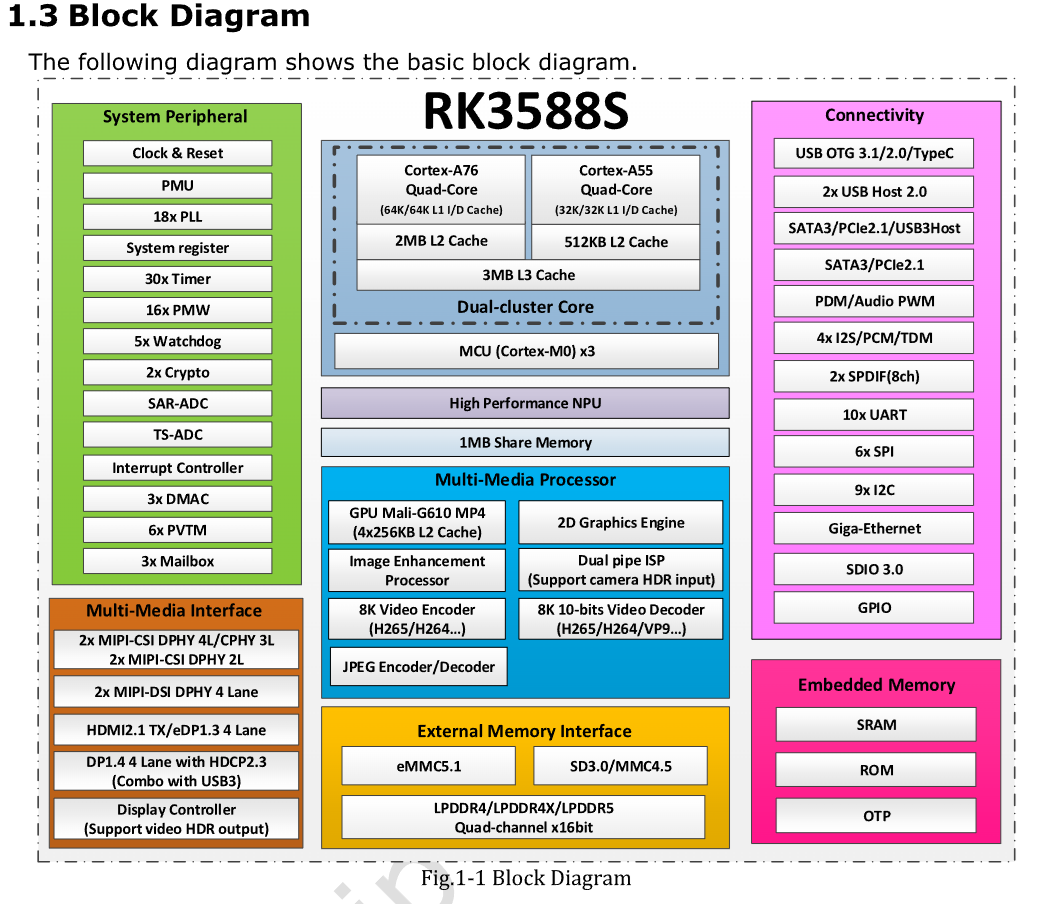 1.3 Block Diagram
The following diagram shows the basic block diagram.
RK3588S
System Peripheral
Clock & Reset
PMU
18x PLL
System register
30x Timer
16x PMW
5x Watchdog
2x Crypto
SAR-ADC
TS-ADC
Interrupt Controller
3x DMAC
6x PVTM
3x Mailbox
Multi-Media Interface
2x MIPI-CSI DPHY 4L/CPHY 3L
2x MIPI-CSI DPHY 2L
2x MIPI-DSI DPHY 4 Lane
HDMI2.1 TX/eDP1.3 4 Lane
DP1.4 4 Lane with HDCP2.3
(Combo with USB3)
Display Controller
(Support video HDR output)
Cortex-A76
Quad-Core
(64K/64K L1 I/D Cache)
2MB L2 Cache
Cortex-A55
Quad-Core
(32K/32K L1 I/D Cache)
512KB L2 Cache
3MB L3 Cache
Dual-cluster Core
MCU (Cortex-M0) x3
High Performance NPU
1MB Share Memory
Multi-Media Processor
GPU Mali-G610 MP4
(4x256KB L2 Cache)
2D Graphics Engine
Image Enhancement
Processor
Dual pipe ISP
(Support camera HDR input)
8K Video Encoder
(H265/H264...)
8K 10-bits Video Decoder
(H265/H264/VP9...)
JPEG Encoder/Decoder
External Memory Interface
eMMC5.1
SD3.0/MMC4.5
LPDDR4/LPDDR4X/LPDDR5
Quad-channel x16bit
Connectivity
USB OTG 3.1/2.0/TypeC
2x USB Host 2.0
SATA3/PCIe2.1/USB3Host
SATA3/PCIe2.1
PDM/Audio PWM
4x I2S/PCM/TDM
2x SPDIF(8ch)
10x UART
6x SPI
9x I2C
Giga-Ethernet
SDIO 3.0
GPIO
Embedded Memory
SRAM
ROM
OTP
Fig.1-1 Block Diagram